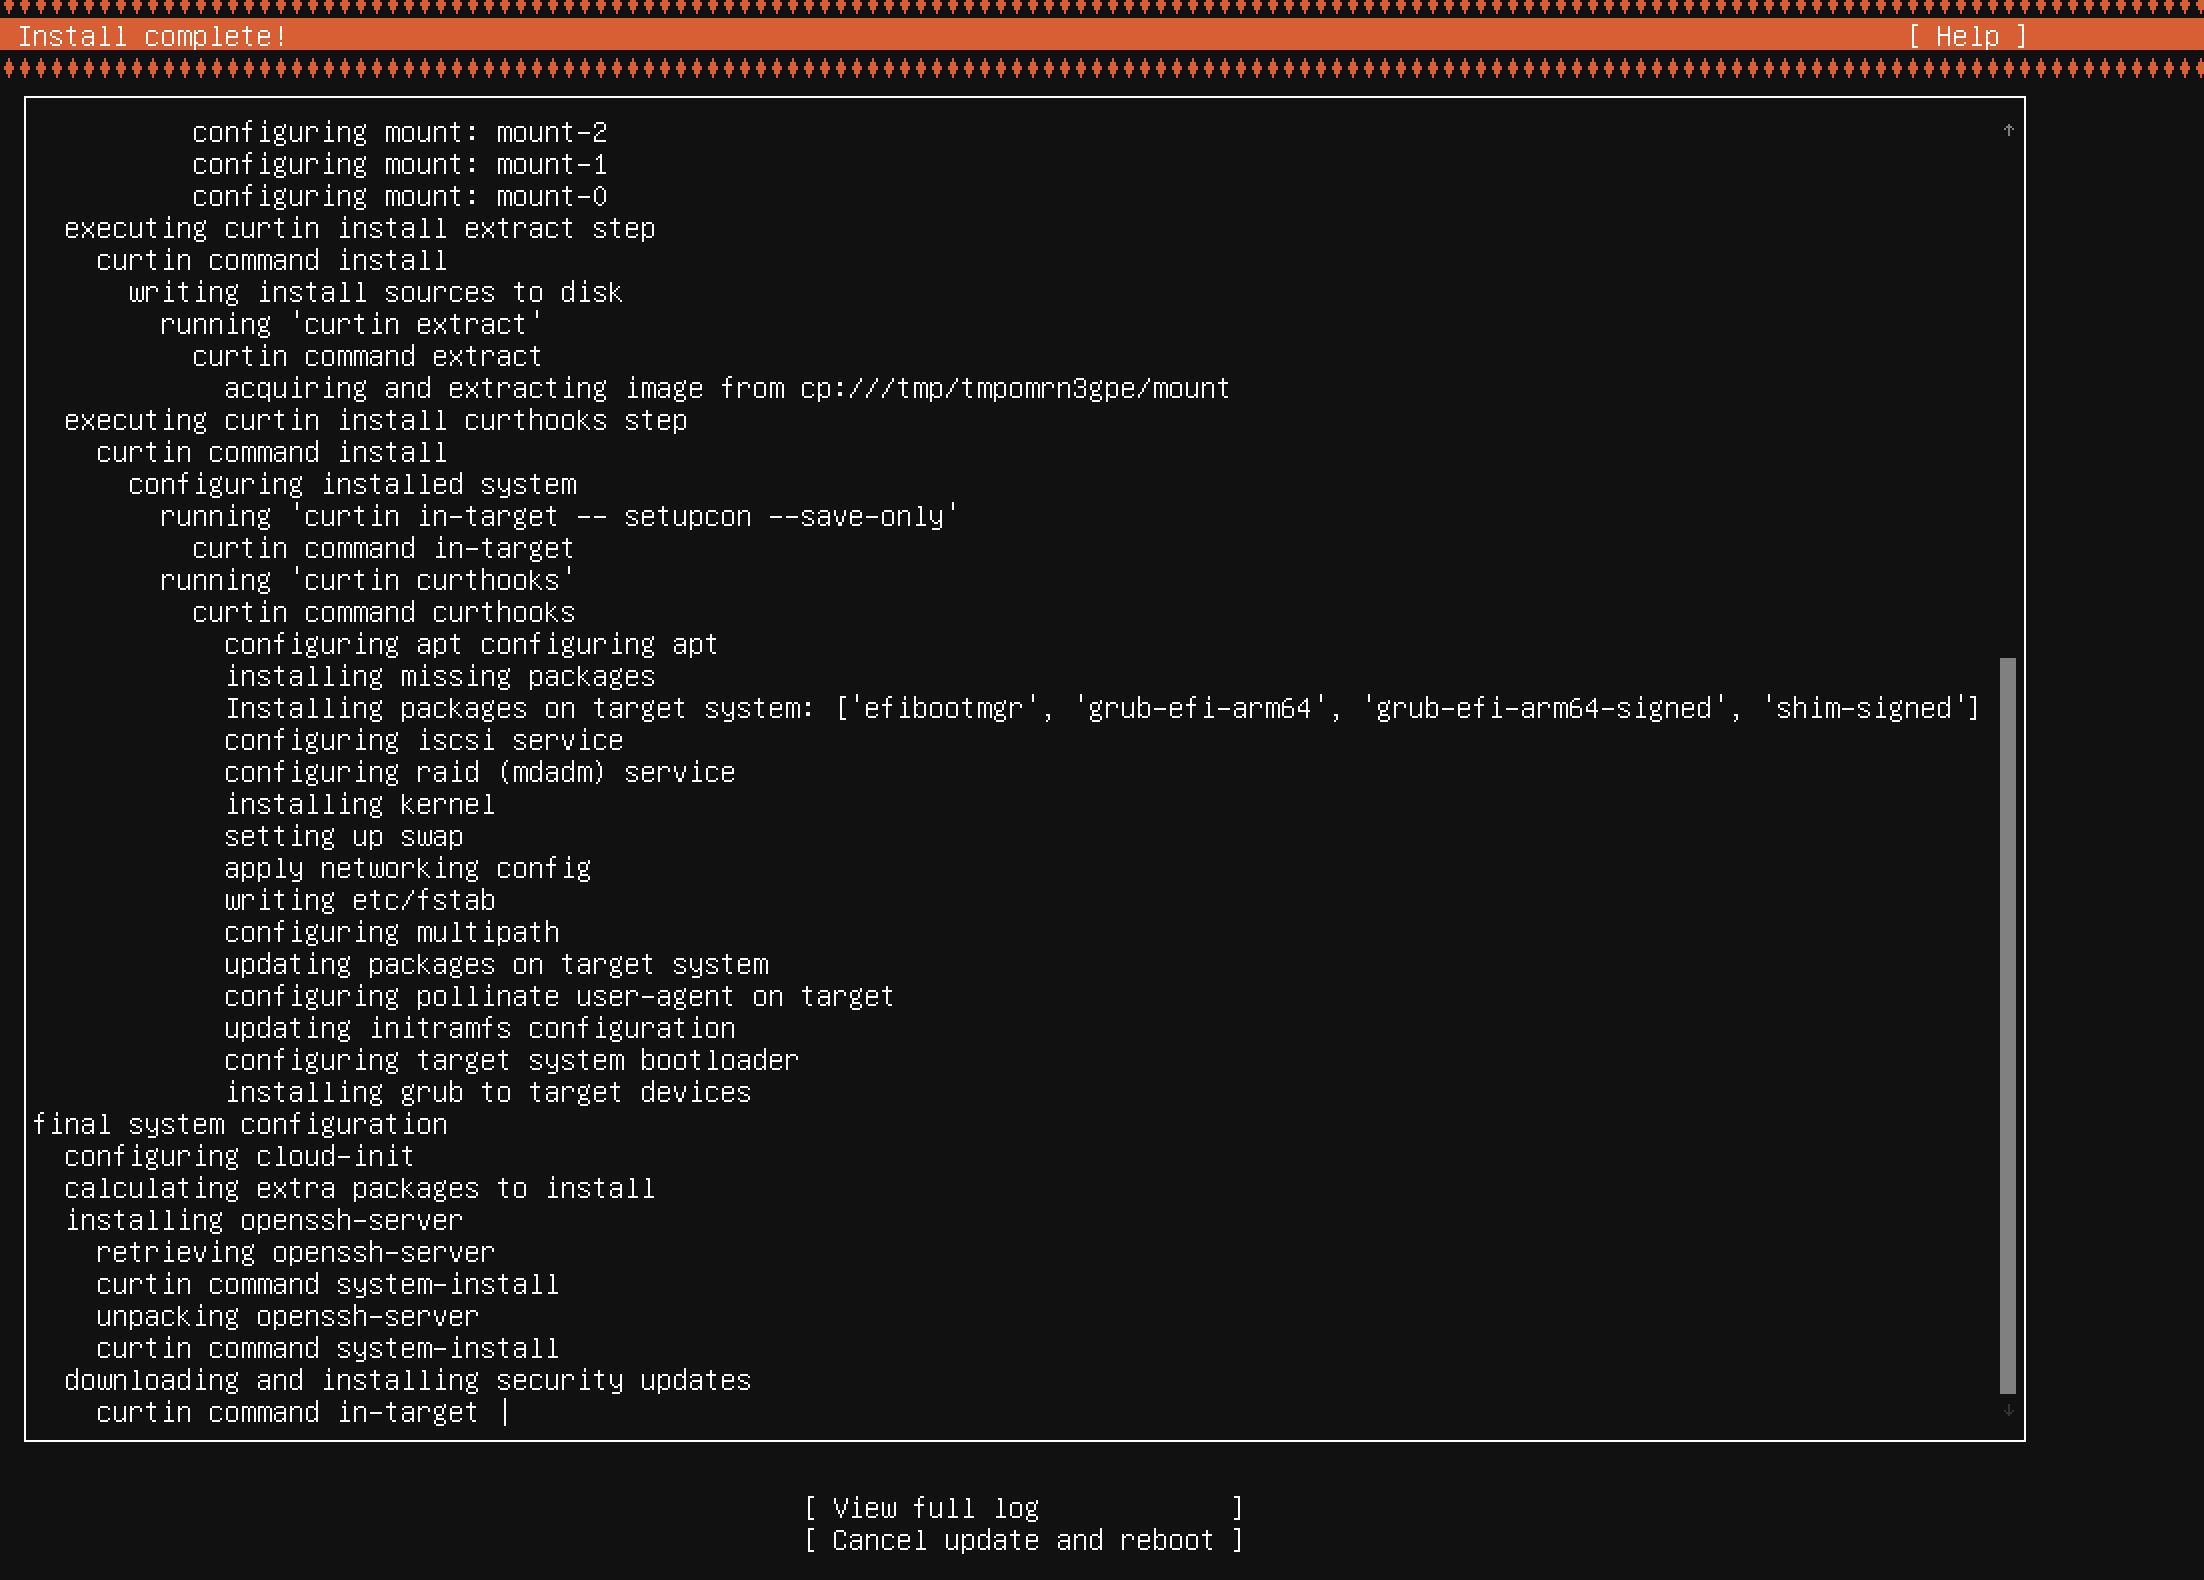 Install complete! [ Help ]
configuring mount: mount-2
configuring mount: mount-1
configuring mount: mount-0
executing curtin install extract step
curtin command install
writing install sources to disk
running 'curtin extract'
curtin command extract
acquiring and extracting image from cp:///tmp/tmpomrn3gpe/mount
executing curtin install curthooks step
curtin command install
configuring installed system
running 'curtin in-target -- setupcon --save-only'
curtin command in-target
running 'curtin curthooks'
curtin command curthooks
configuring apt configuring apt
installing missing packages
Installing packages on target system: ['efibootmgr', 'grub-efi-arm64', 'grub-efi-arm64-signed', 'shim-signed']
configuring iscsi service
configuring raid (mdadm) service
installing kernel
setting up swap
apply networking config
writing etc/fstab
configuring multipath
updating packages on target system
configuring pollinate user-agent on target
updating initramfs configuration
configuring target system bootloader
installing grub to target devices
final system configuration
configuring cloud-init
calculating extra packages to install
installing openssh-server
retrieving openssh-server
curtin command system-install
unpacking openssh-server
curtin command system-install
downloading and installing security updates
curtin command in-target |
[ View full log ]
[ Cancel update and reboot ]